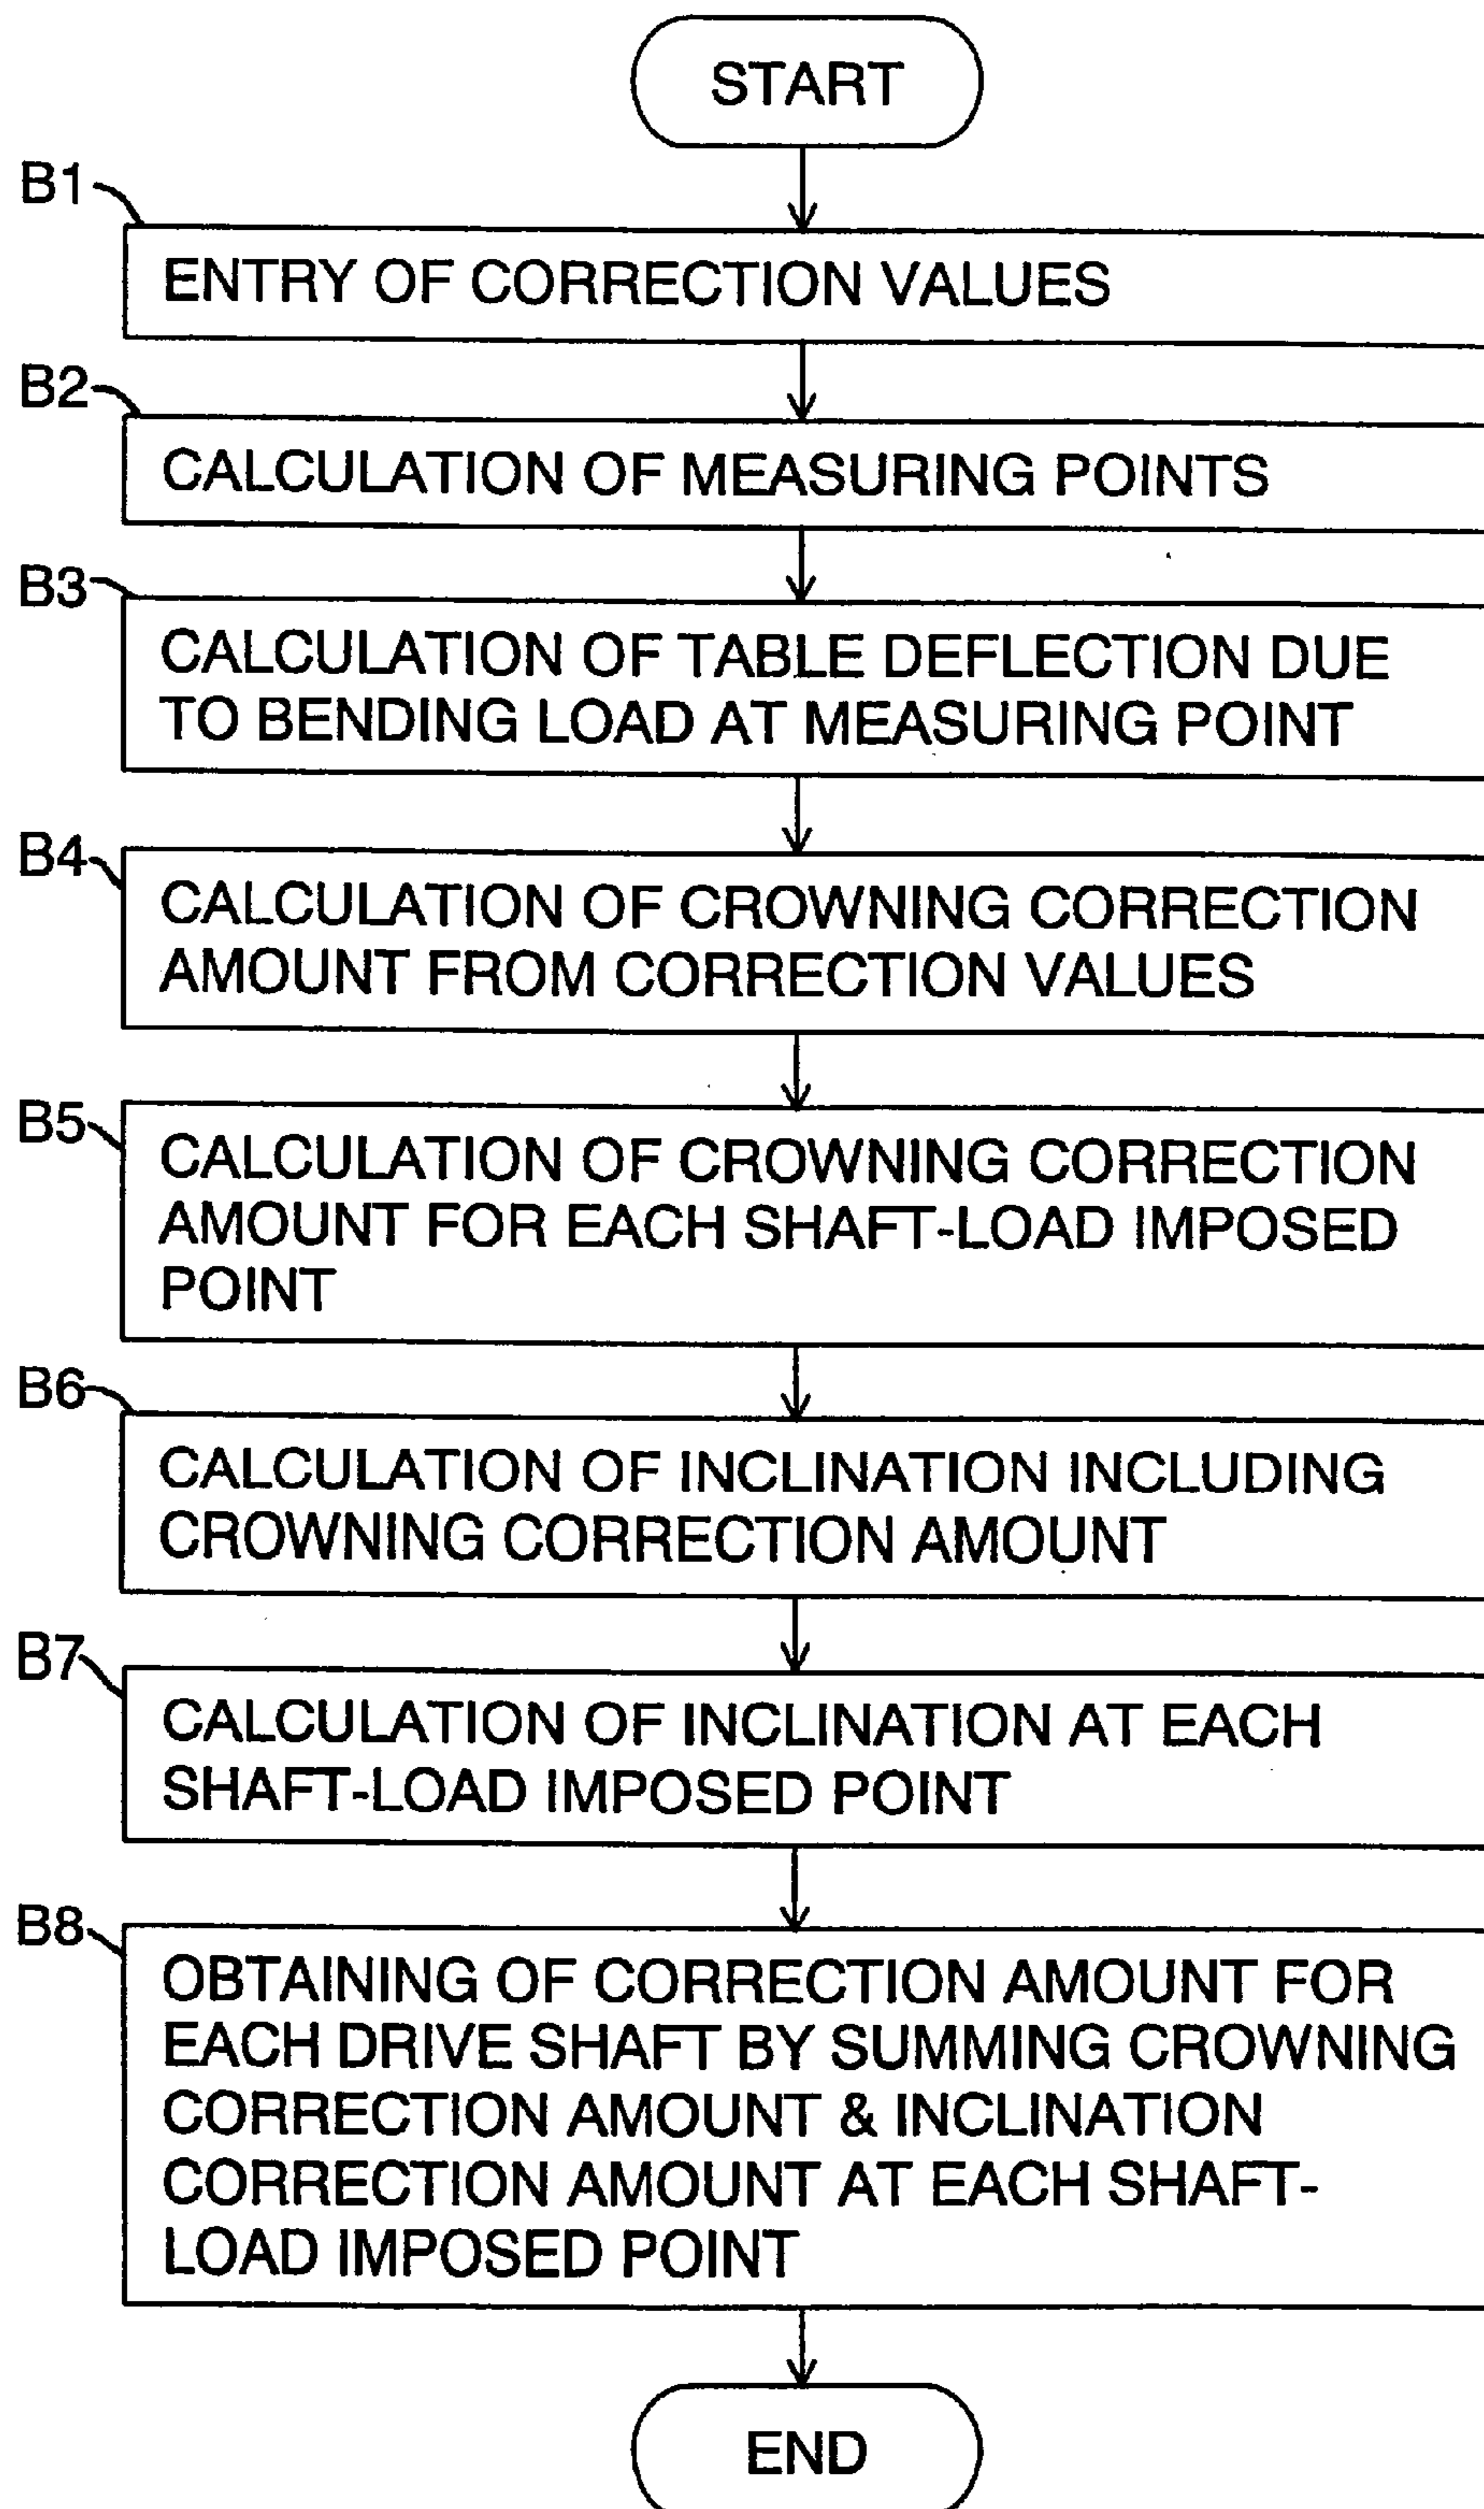 START
B1
ENTRY OF CORRECTION VALUES
B2
CALCULATION OF MEASURING POINTS
B3
CALCULATION OF TABLE DEFLECTION DUE
TO BENDING LOAD AT MEASURING POINT
B4
CALCULATION OF CROWNING CORRECTION
AMOUNT FROM CORRECTION VALUES
B5
CALCULATION OF CROWNING CORRECTION
AMOUNT FOR EACH SHAFT-LOAD IMPOSED
POINT
B6
CALCULATION OF INCLINATION INCLUDING
CROWNING CORRECTION AMOUNT
B7
CALCULATION OF INCLINATION AT EACH
SHAFT-LOAD IMPOSED POINT
B8
OBTAINING OF CORRECTION AMOUNT FOR
EACH DRIVE SHAFT BY SUMMING CROWNING
CORRECTION AMOUNT & INCLINATION
CORRECTION AMOUNT AT EACH SHAFT-
LOAD IMPOSED POINT
END